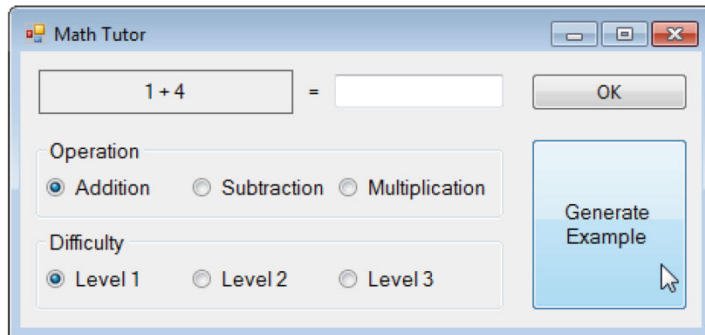 Math Tutor
1 + 4 = OK
Operation
Addition Subtraction Multiplication
Generate
Example
Difficulty
Level 1 Level 2 Level 3